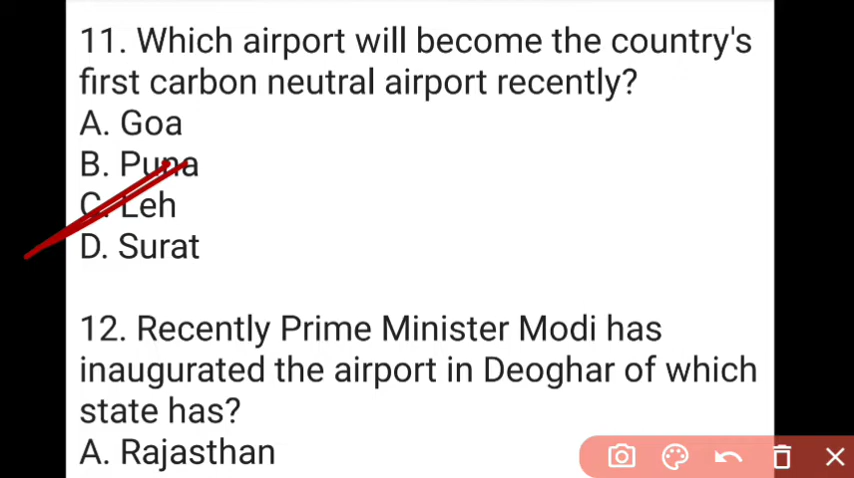 11. Which airport will become the country's
first carbon neutral airport recently?
A. Goa
B. Puna
C. Leh
D. Surat
12. Recently Prime Minister Modi has
inaugurated the airport in Deoghar of which
state has?
A. Rajasthan